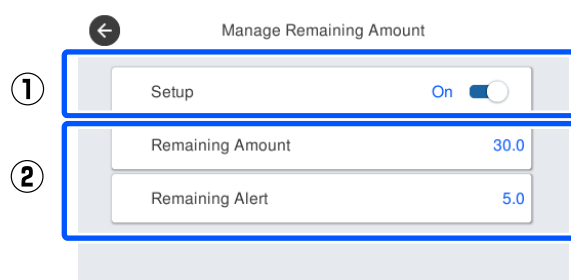 Manage Remaining Amount
① Setup On
② Remaining Amount 30.0
Remaining Alert 5.0